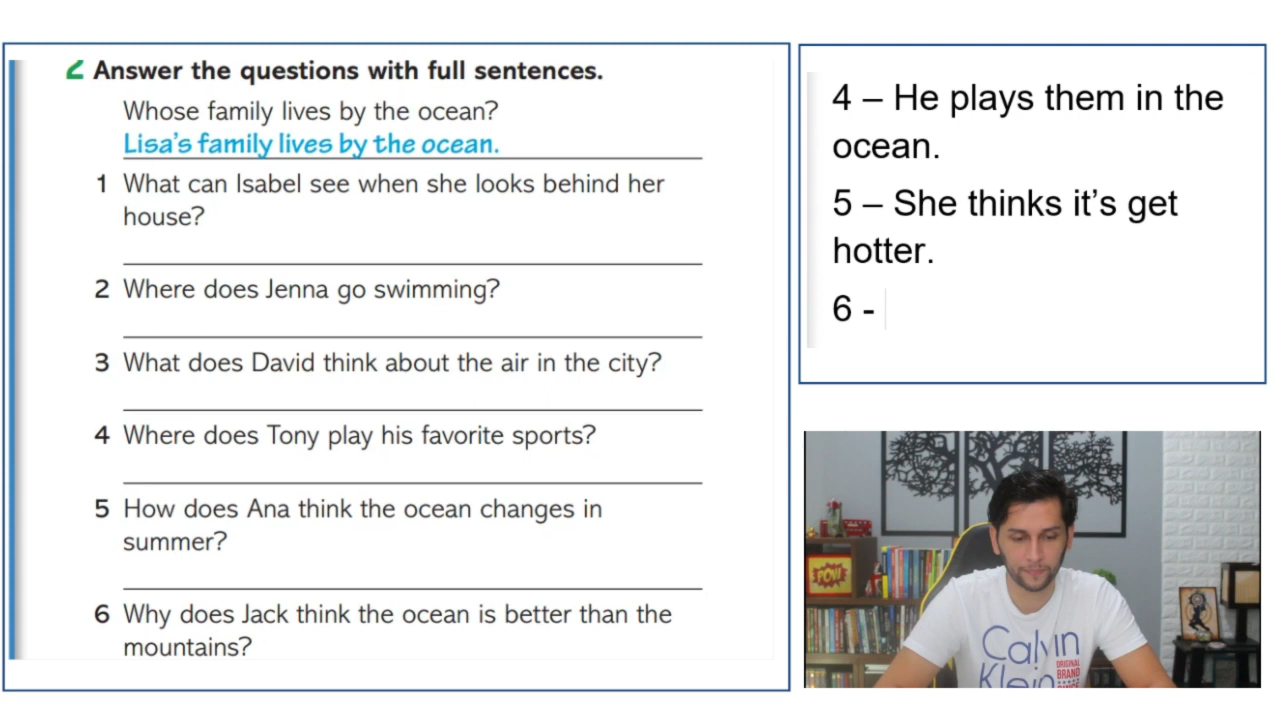 2 Answer the questions with full sentences.
Whose family lives by the ocean?
Lisa's family lives by the ocean.
1 What can Isabel see when she looks behind her
house?
2 Where does Jenna go swimming?
3 What does David think about the air in the city?
4 Where does Tony play his favorite sports?
5 How does Ana think the ocean changes in
summer?
6 Why does Jack think the ocean is better than the
mountains?
4 – He plays them in the
ocean.
5 – She thinks it's get
hotter.
6 -
POW
Calvin
Klein
ORIGINAL
BRAND